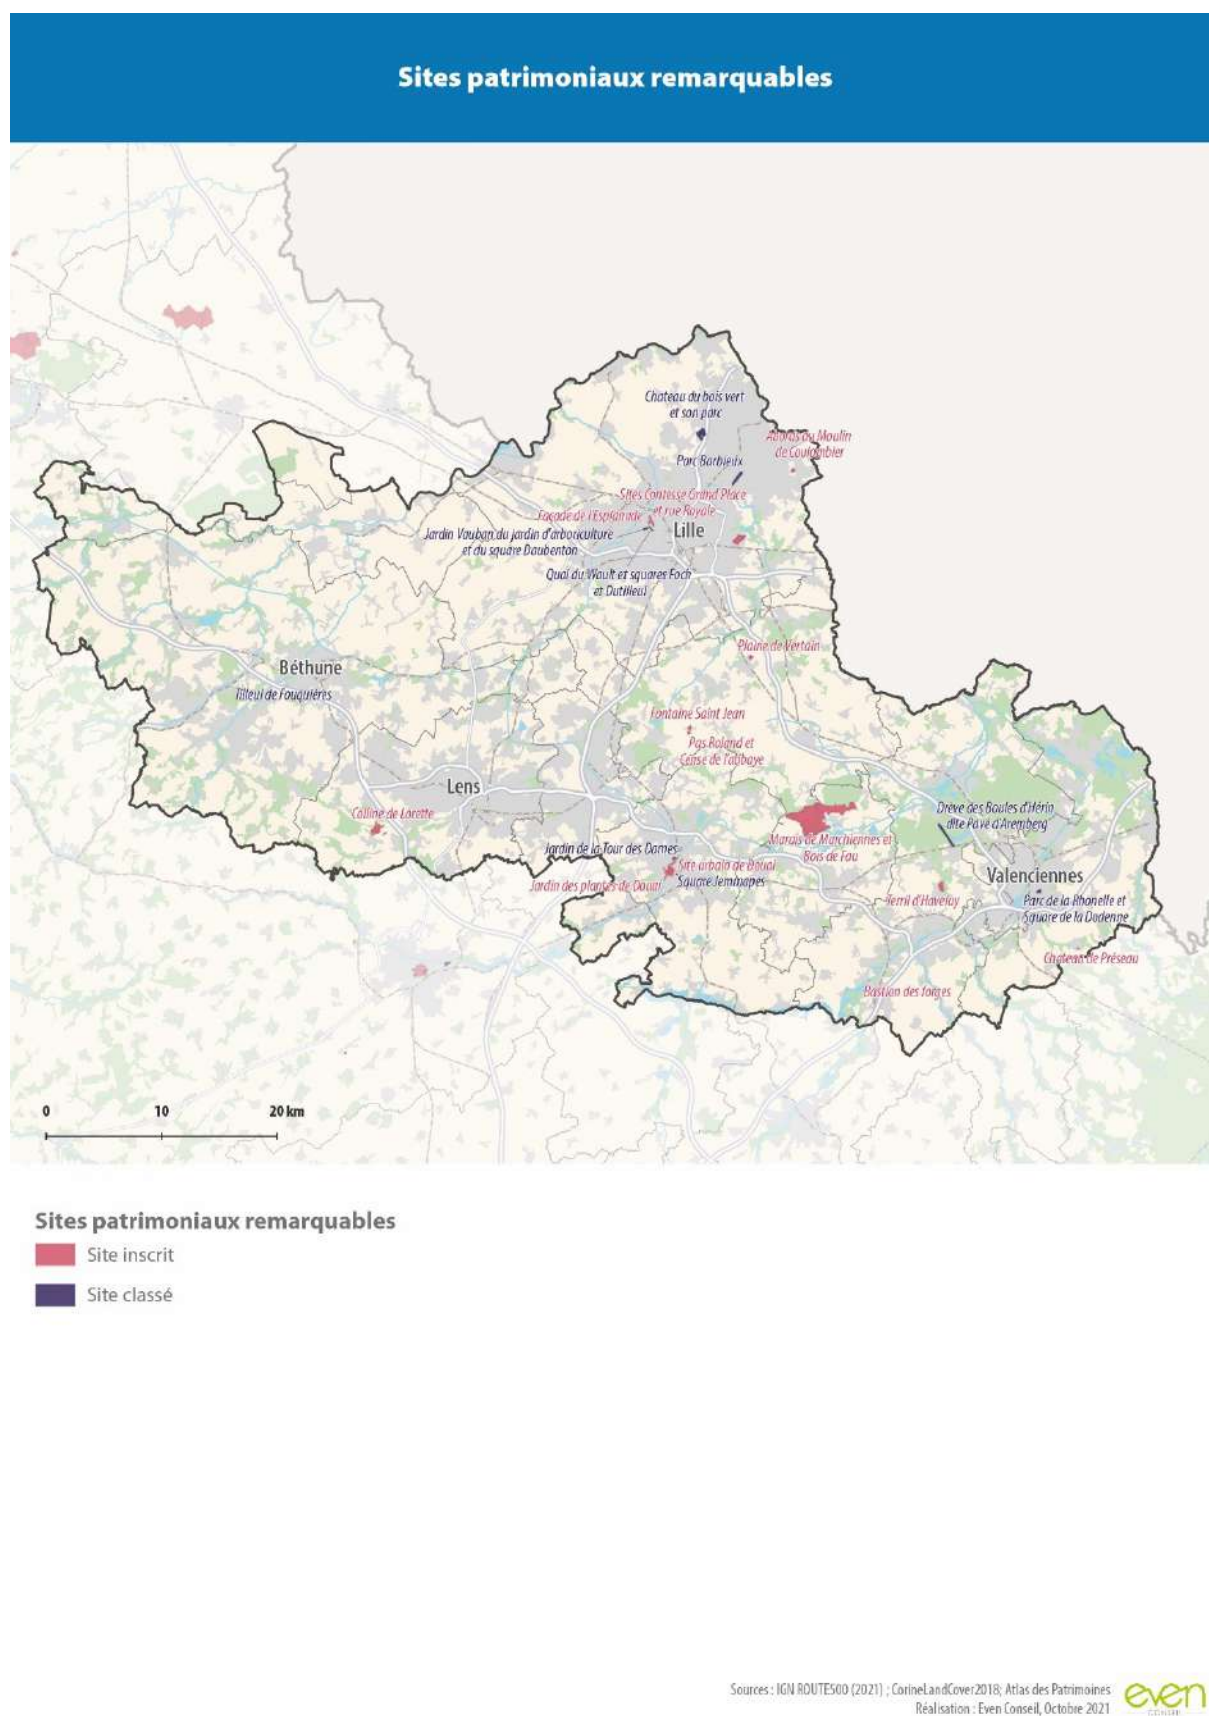 Sites patrimoniaux remarquables
Chateau du bois vert
et son parc
Abords du Moulin
de Coulombier
Parc Barbieux
Sites Contesse Grand Place
et rue Royale
Façade de l'Esplanade
Lille
Jardin Vauban du jardin d'arboriculture
et du square Daubenton
Quai du Wault et squares Foch
et Dutilleul
Plaine de Vertain
Béthune
Tilleul de Fouquières
Fontaine Saint Jean
Pas Roland et
Cense de l'abbaye
Lens
Colline de Lorette
Drève des Boules d'Hérin
dite Pavé d'Aremberg
Marais de Marchiennes et
Bois de Fau
Jardin de la Tour des Dames
Site urbain de Douai
Jardin des plantes de Douai
Square Jemmapes
Valenciennes
Terril d'Haveluy
Parc de la Rhonelle et
Square de la Dodenne
Chateau de Préseau
Bastion des forges
0 10 20 km
Sites patrimoniaux remarquables
Site inscrit
Site classé
Sources : IGN ROUTE500 (2021) ; CorineLandCover2018; Atlas des Patrimoines
Réalisation : Even Conseil, Octobre 2021
even
CONSEIL